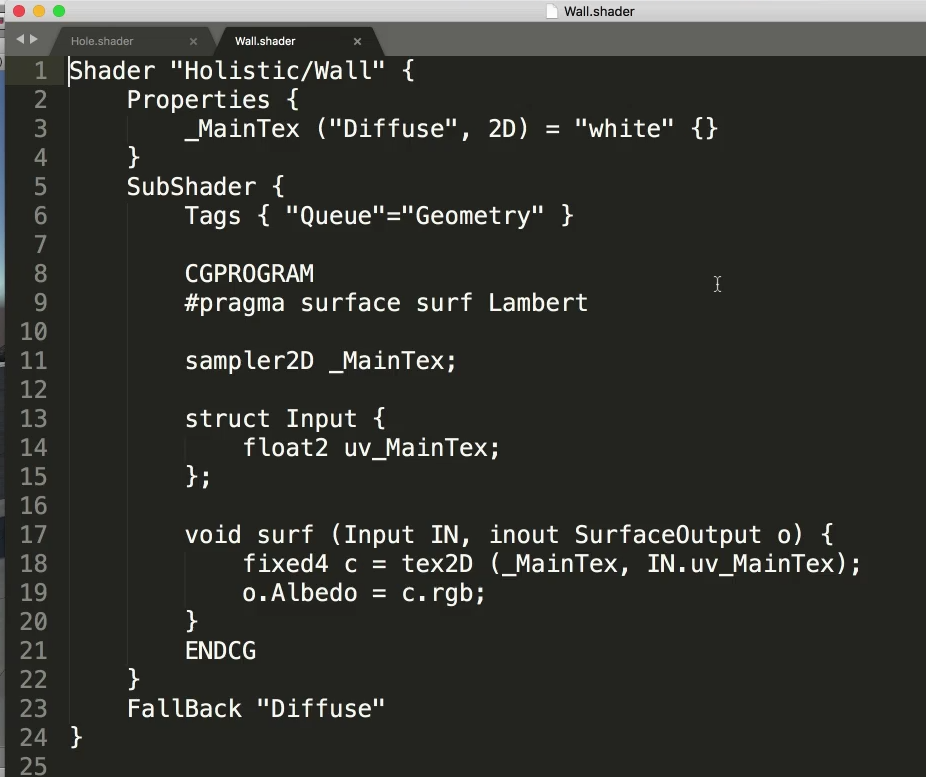 Wall.shader
Hole.shader
Wall.shader
1 Shader "Holistic/Wall" {
2     Properties {
3         _MainTex ("Diffuse", 2D) = "white" {}
4     }
5     SubShader {
6         Tags { "Queue"="Geometry" }
7
8         CGPROGRAM
9         #pragma surface surf Lambert
10
11         sampler2D _MainTex;
12
13         struct Input {
14             float2 uv_MainTex;
15         };
16
17         void surf (Input IN, inout SurfaceOutput o) {
18             fixed4 c = tex2D (_MainTex, IN.uv_MainTex);
19             o.Albedo = c.rgb;
20         }
21         ENDCG
22     }
23     FallBack "Diffuse"
24 }
25